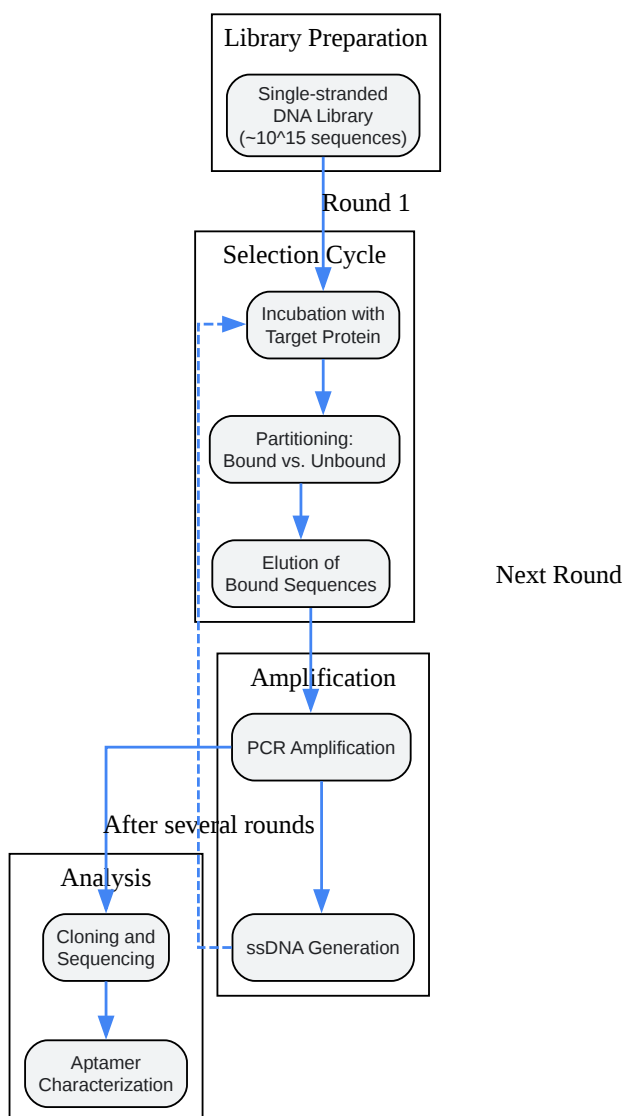 Library Preparation
Single-stranded
DNA Library
(~10^15 sequences)
Round 1
Selection Cycle
Incubation with
Target Protein
Partitioning:
Bound vs. Unbound
Elution of
Bound Sequences
Next Round
Amplification
PCR Amplification
After several rounds
Analysis
Cloning and
Sequencing
ssDNA Generation
Aptamer
Characterization